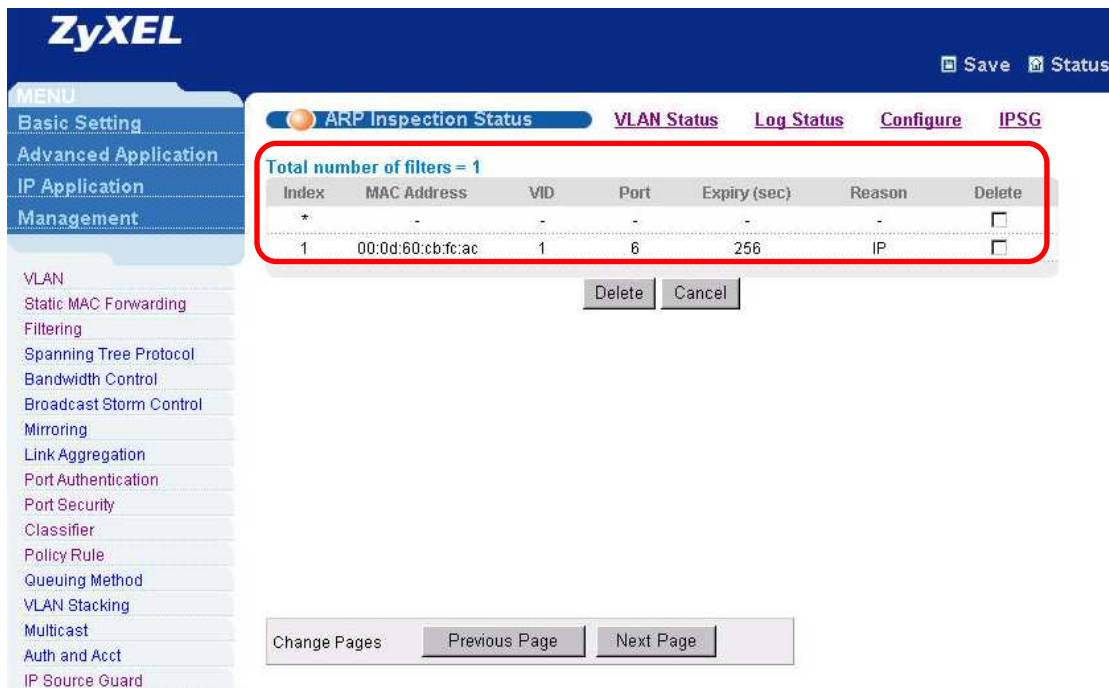 ZyXEL
Save Status
MENU
Basic Setting
Advanced Application
IP Application
Management
VLAN
Static MAC Forwarding
Filtering
Spanning Tree Protocol
Bandwidth Control
Broadcast Storm Control
Mirroring
Link Aggregation
Port Authentication
Port Security
Classifier
Policy Rule
Queuing Method
VLAN Stacking
Multicast
Auth and Acct
IP Source Guard
ARP Inspection Status VLAN Status Log Status Configure IPSG
Total number of filters = 1
Index MAC Address VID Port Expiry (sec) Reason Delete
* - - - - -
1 00:0d:60:cb:fc:ac 1 6 256 IP
Delete Cancel
Change Pages Previous Page Next Page